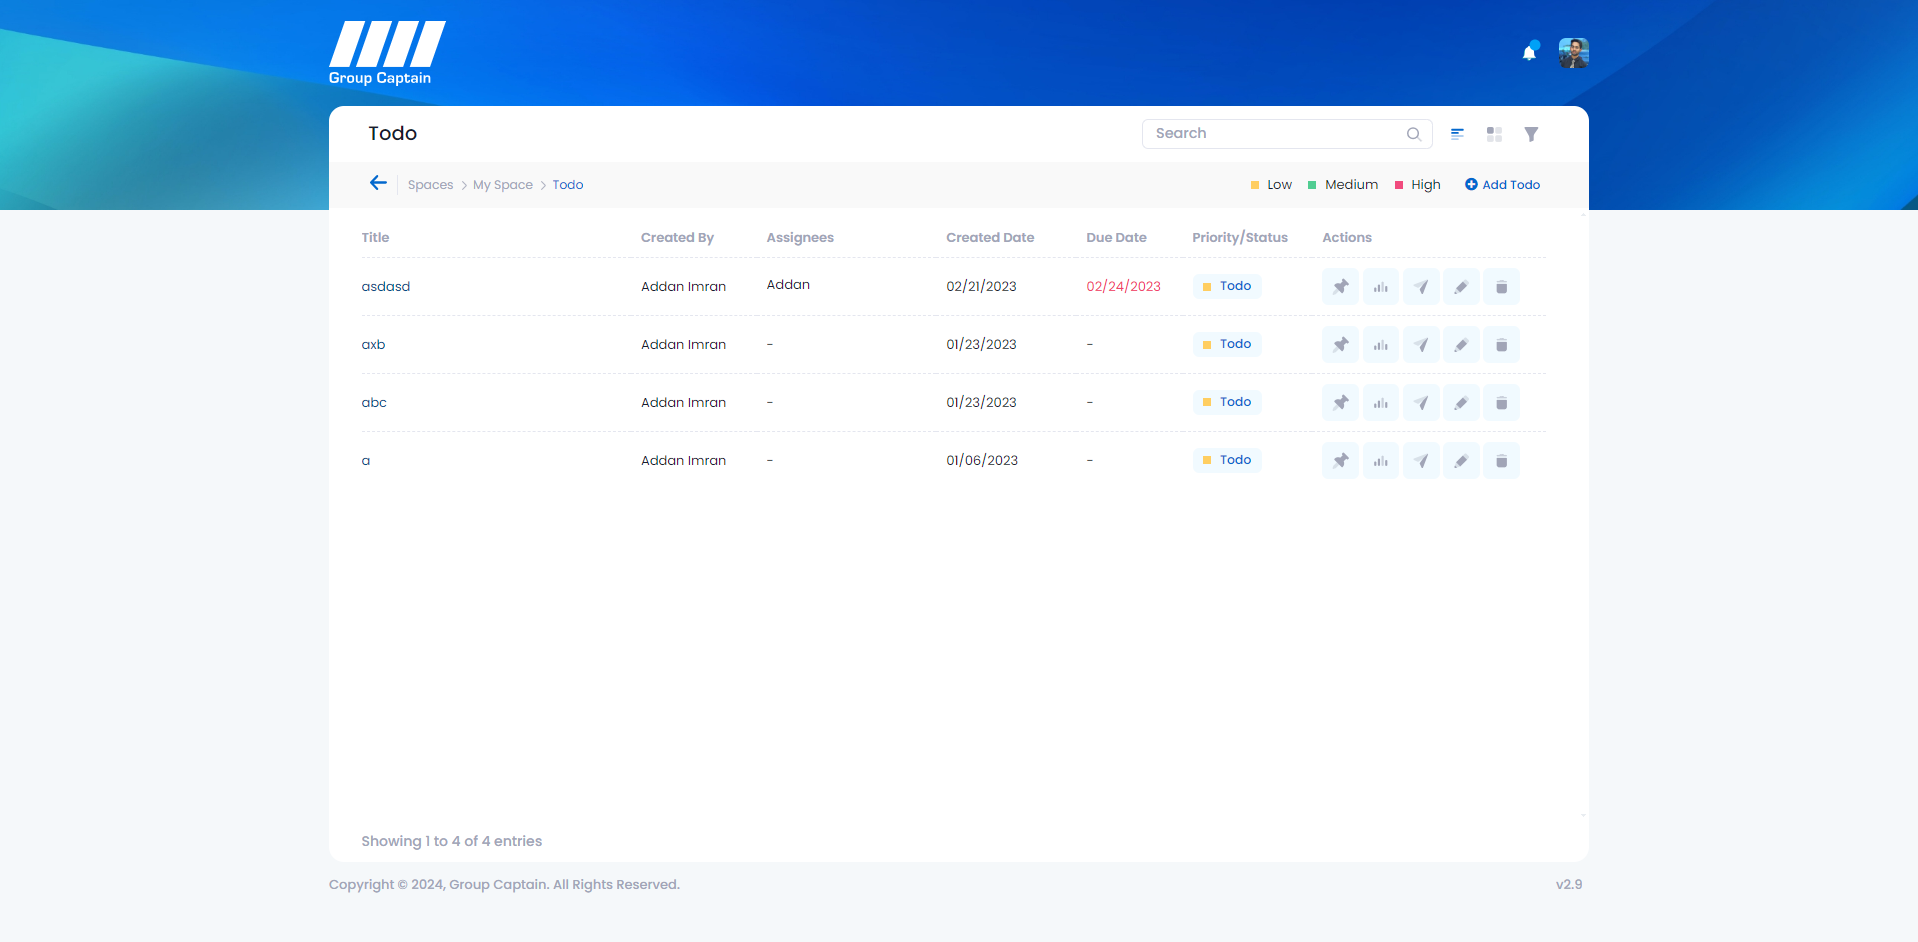 Group Captain
Todo
Search
Spaces My Space Todo
Low Medium High Add Todo
Title Created By Assignees Created Date Due Date Priority/Status Actions
asdasd Addan Imran Addan 02/21/2023 02/24/2023 Todo
axb Addan Imran - 01/23/2023 - Todo
abc Addan Imran - 01/23/2023 - Todo
a Addan Imran - 01/06/2023 - Todo
Showing 1 to 4 of 4 entries
Copyright © 2024, Group Captain. All Rights Reserved. v2.9